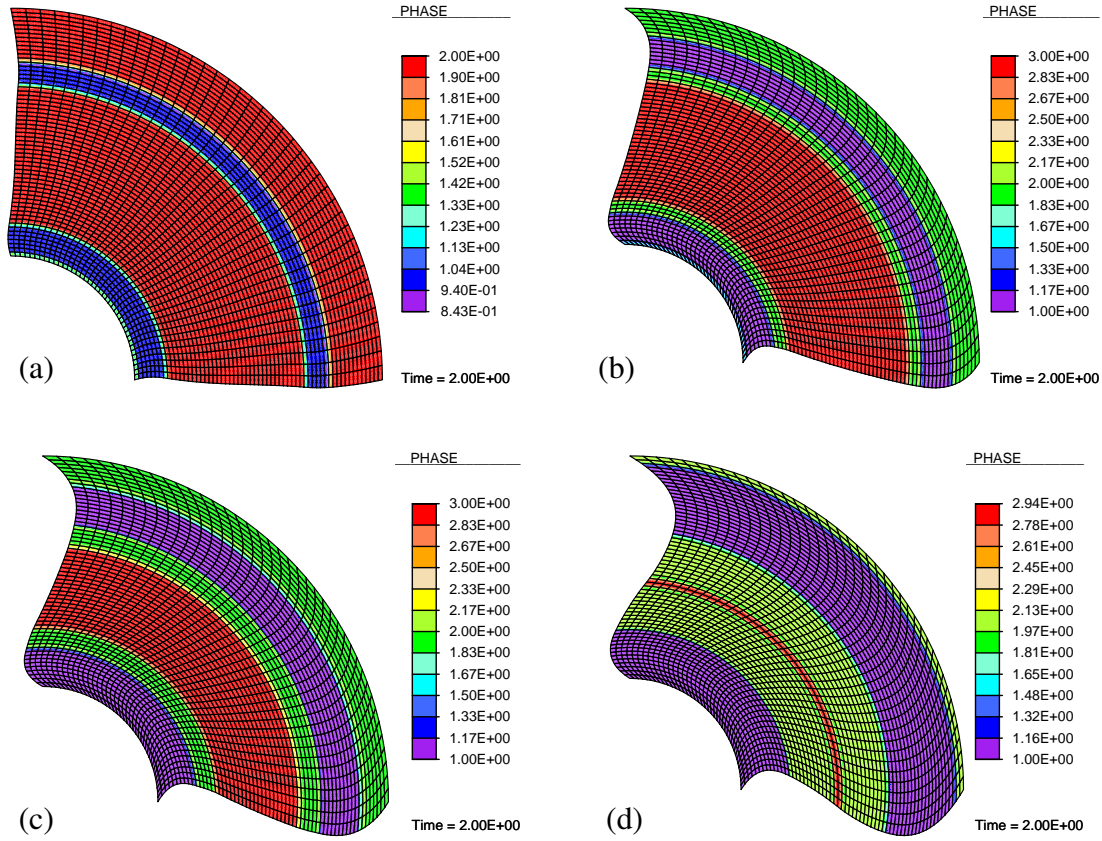 PHASE
2.00E+00
1.90E+00
1.81E+00
1.71E+00
1.61E+00
1.52E+00
1.42E+00
1.33E+00
1.23E+00
1.13E+00
1.04E+00
9.40E-01
8.43E-01
(a)
Time = 2.00E+00
PHASE
3.00E+00
2.83E+00
2.67E+00
2.50E+00
2.33E+00
2.17E+00
2.00E+00
1.83E+00
1.67E+00
1.50E+00
1.33E+00
1.17E+00
1.00E+00
(b)
Time = 2.00E+00
PHASE
3.00E+00
2.83E+00
2.67E+00
2.50E+00
2.33E+00
2.17E+00
2.00E+00
1.83E+00
1.67E+00
1.50E+00
1.33E+00
1.17E+00
1.00E+00
(c)
Time = 2.00E+00
PHASE
2.94E+00
2.78E+00
2.61E+00
2.45E+00
2.29E+00
2.13E+00
1.97E+00
1.81E+00
1.65E+00
1.48E+00
1.32E+00
1.16E+00
1.00E+00
(d)
Time = 2.00E+00